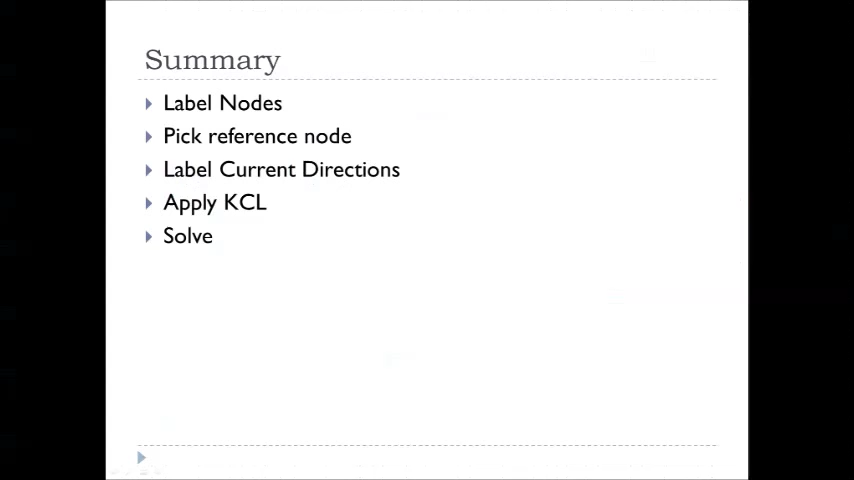 Summary
Label Nodes
Pick reference node
Label Current Directions
Apply KCL
Solve